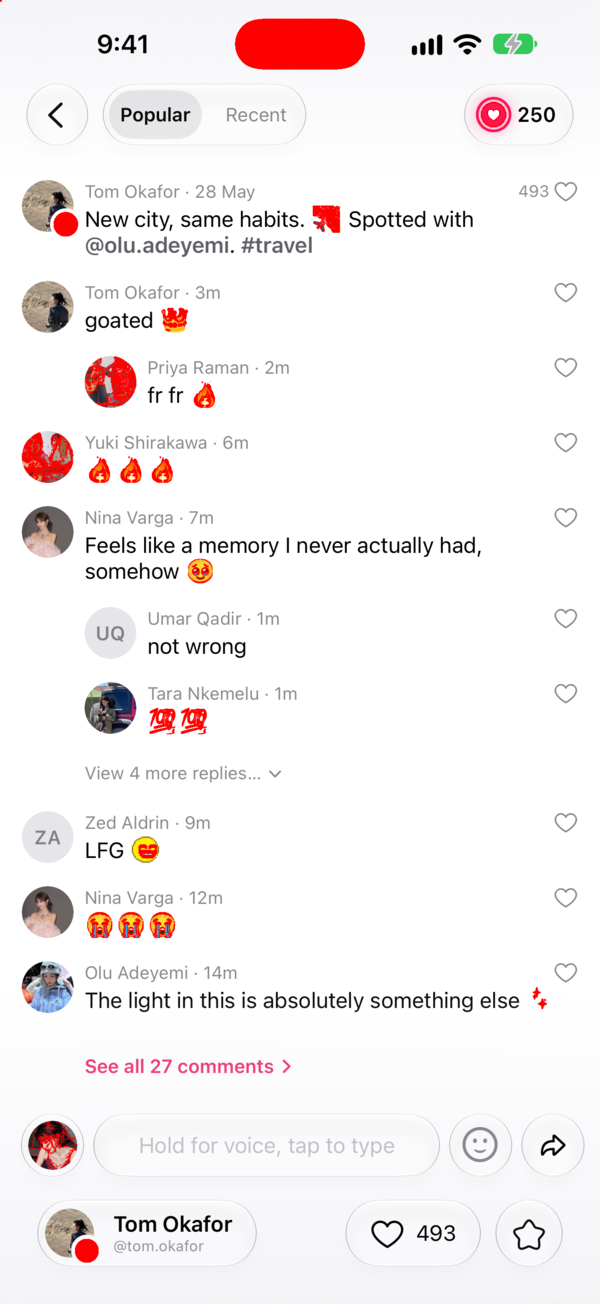 9:41
Popular
Recent
250
Tom Okafor · 28 May
493
New city, same habits. Spotted with
@olu.adeyemi. #travel
Tom Okafor · 3m
goated
Priya Raman · 2m
fr fr 🔥
Yuki Shirakawa · 6m
🔥🔥🔥
Nina Varga · 7m
Feels like a memory I never actually had,
somehow 🥹
UQ
Umar Qadir · 1m
not wrong
Tara Nkemelu · 1m
💯💯
View 4 more replies...
ZA
Zed Aldrin · 9m
LFG
Nina Varga · 12m
😭😭😭
Olu Adeyemi · 14m
The light in this is absolutely something else ✨
See all 27 comments
Hold for voice, tap to type
Tom Okafor
@tom.okafor
493